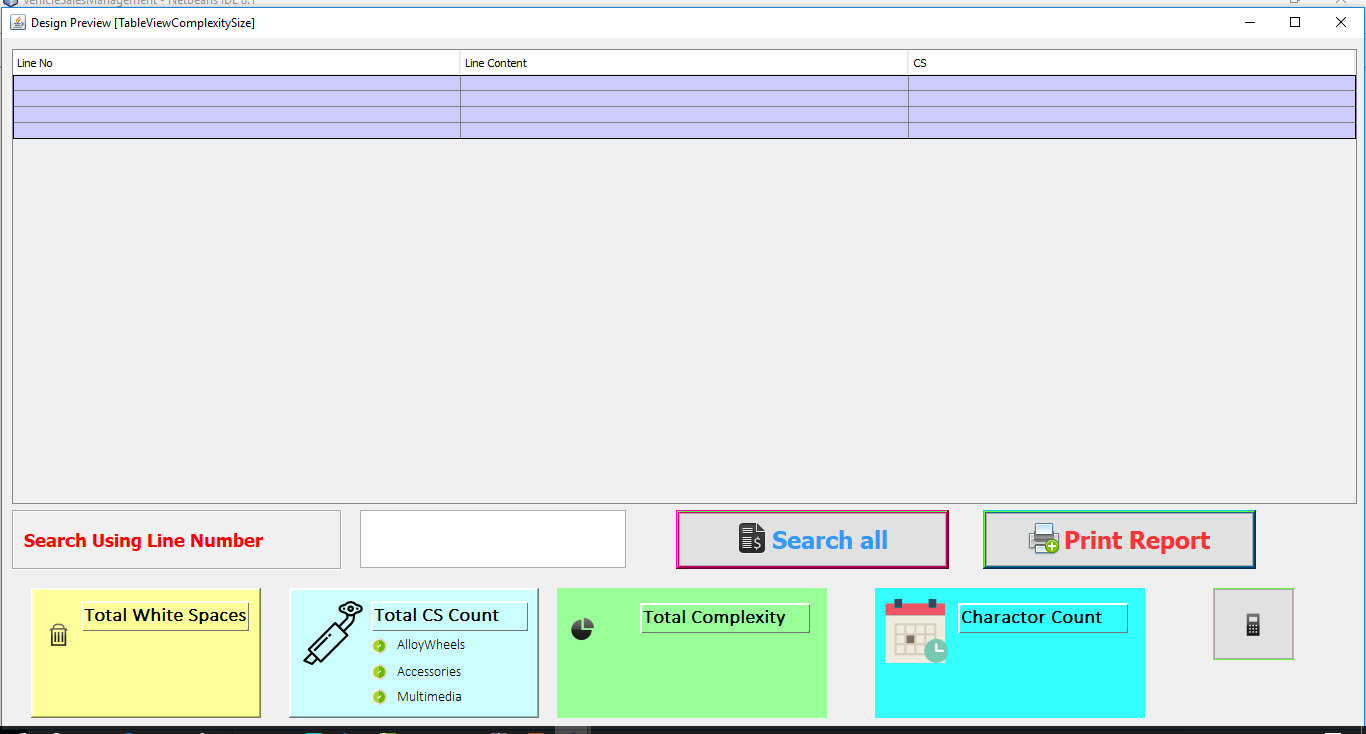 VehicleSalesManagement - NetBeans IDE 8.1
Design Preview [TableViewComplexitySize]
Line No Line Content CS
Search Using Line Number
Search all
Print Report
Total White Spaces
Total CS Count
AlloyWheels
Accessories
Multimedia
Total Complexity
Charactor Count